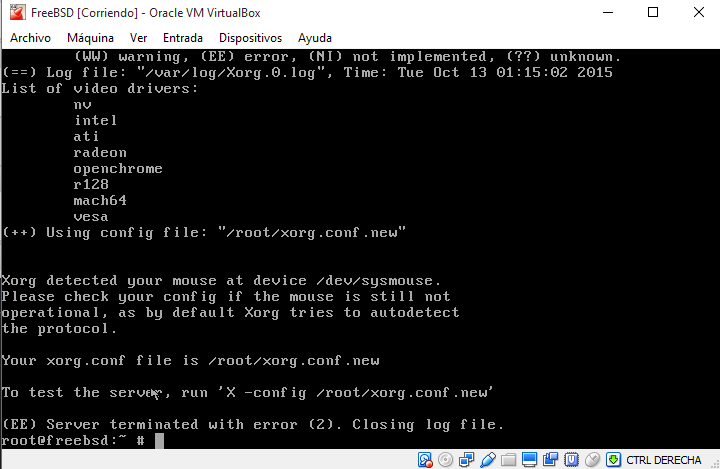 FreeBSD [Corriendo] - Oracle VM VirtualBox
Archivo Máquina Ver Entrada Dispositivos Ayuda
(WW) warning, (EE) error, (NI) not implemented, (??) unknown.
(==) Log file: "/var/log/Xorg.0.log", Time: Tue Oct 13 01:15:02 2015
List of video drivers:
nv
intel
ati
radeon
openchrome
r128
mach64
vesa
(++) Using config file: "/root/xorg.conf.new"
Xorg detected your mouse at device /dev/sysmouse.
Please check your config if the mouse is still not
operational, as by default Xorg tries to autodetect
the protocol.
Your xorg.conf file is /root/xorg.conf.new
To test the server, run 'X -config /root/xorg.conf.new'
(EE) Server terminated with error (2). Closing log file.
root@freebsd:~ #
CTRL DERECHA